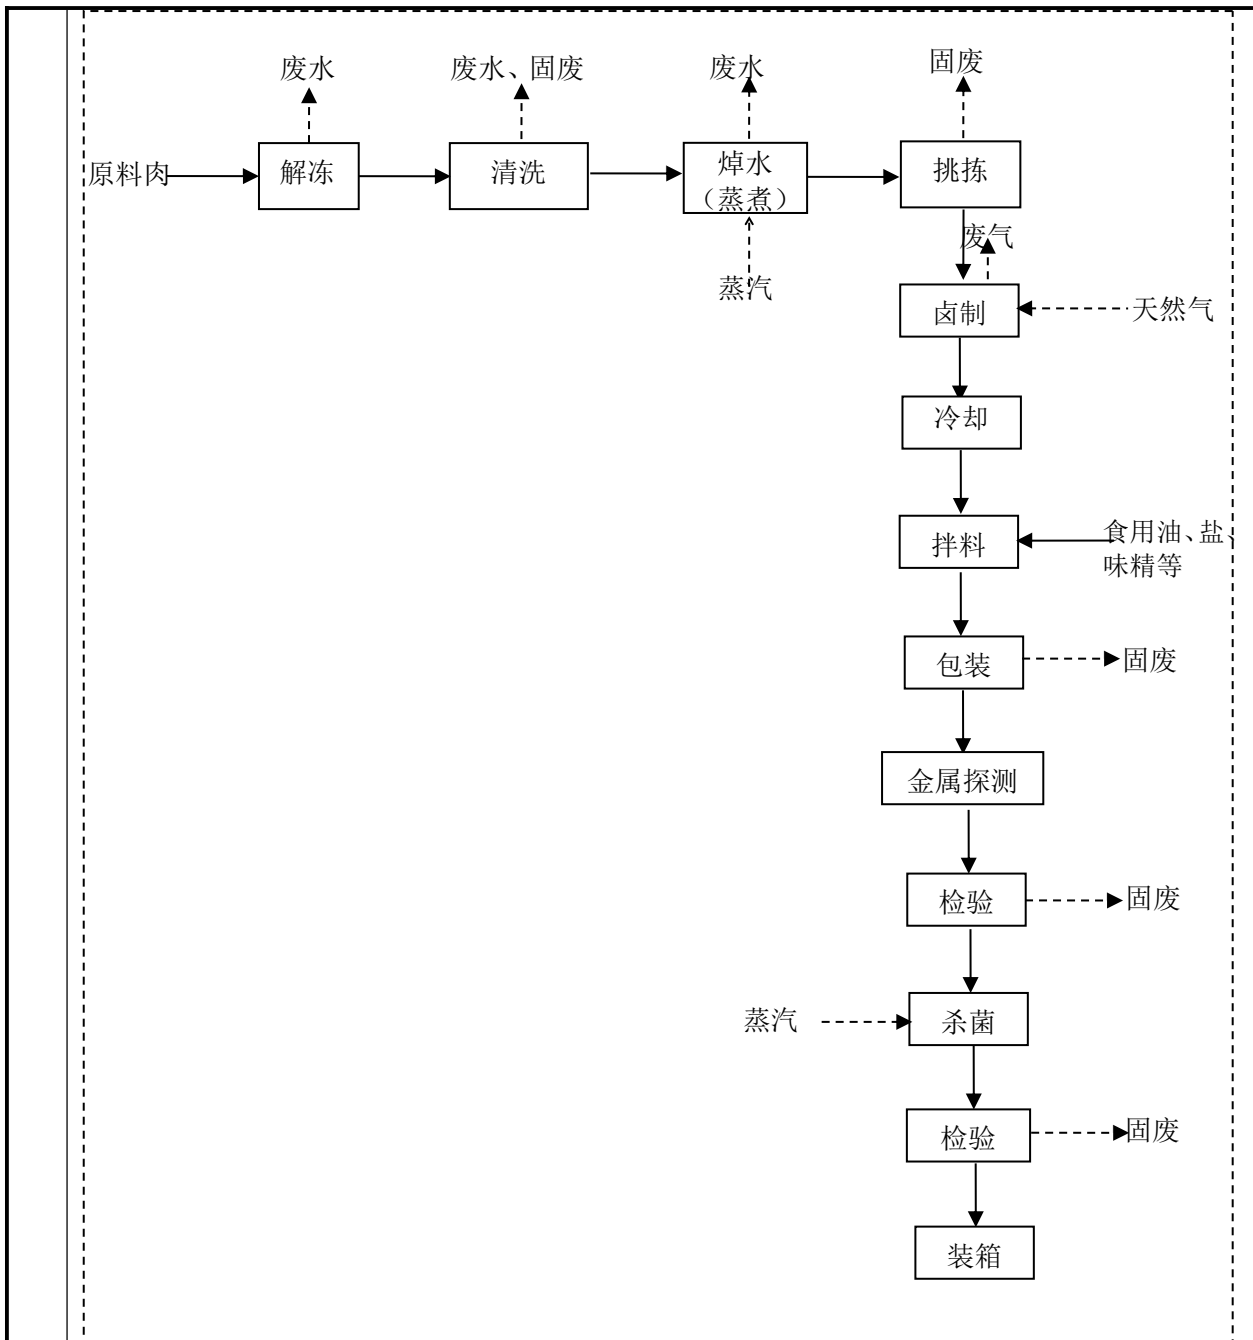 废水
废水、固废
废水
固废
原料肉
解冻
清洗
焯水
（蒸煮）
挑拣
废气
蒸汽
卤制
天然气
冷却
拌料
食用油、盐、
味精等
包装
固废
金属探测
检验
固废
蒸汽
杀菌
检验
固废
装箱